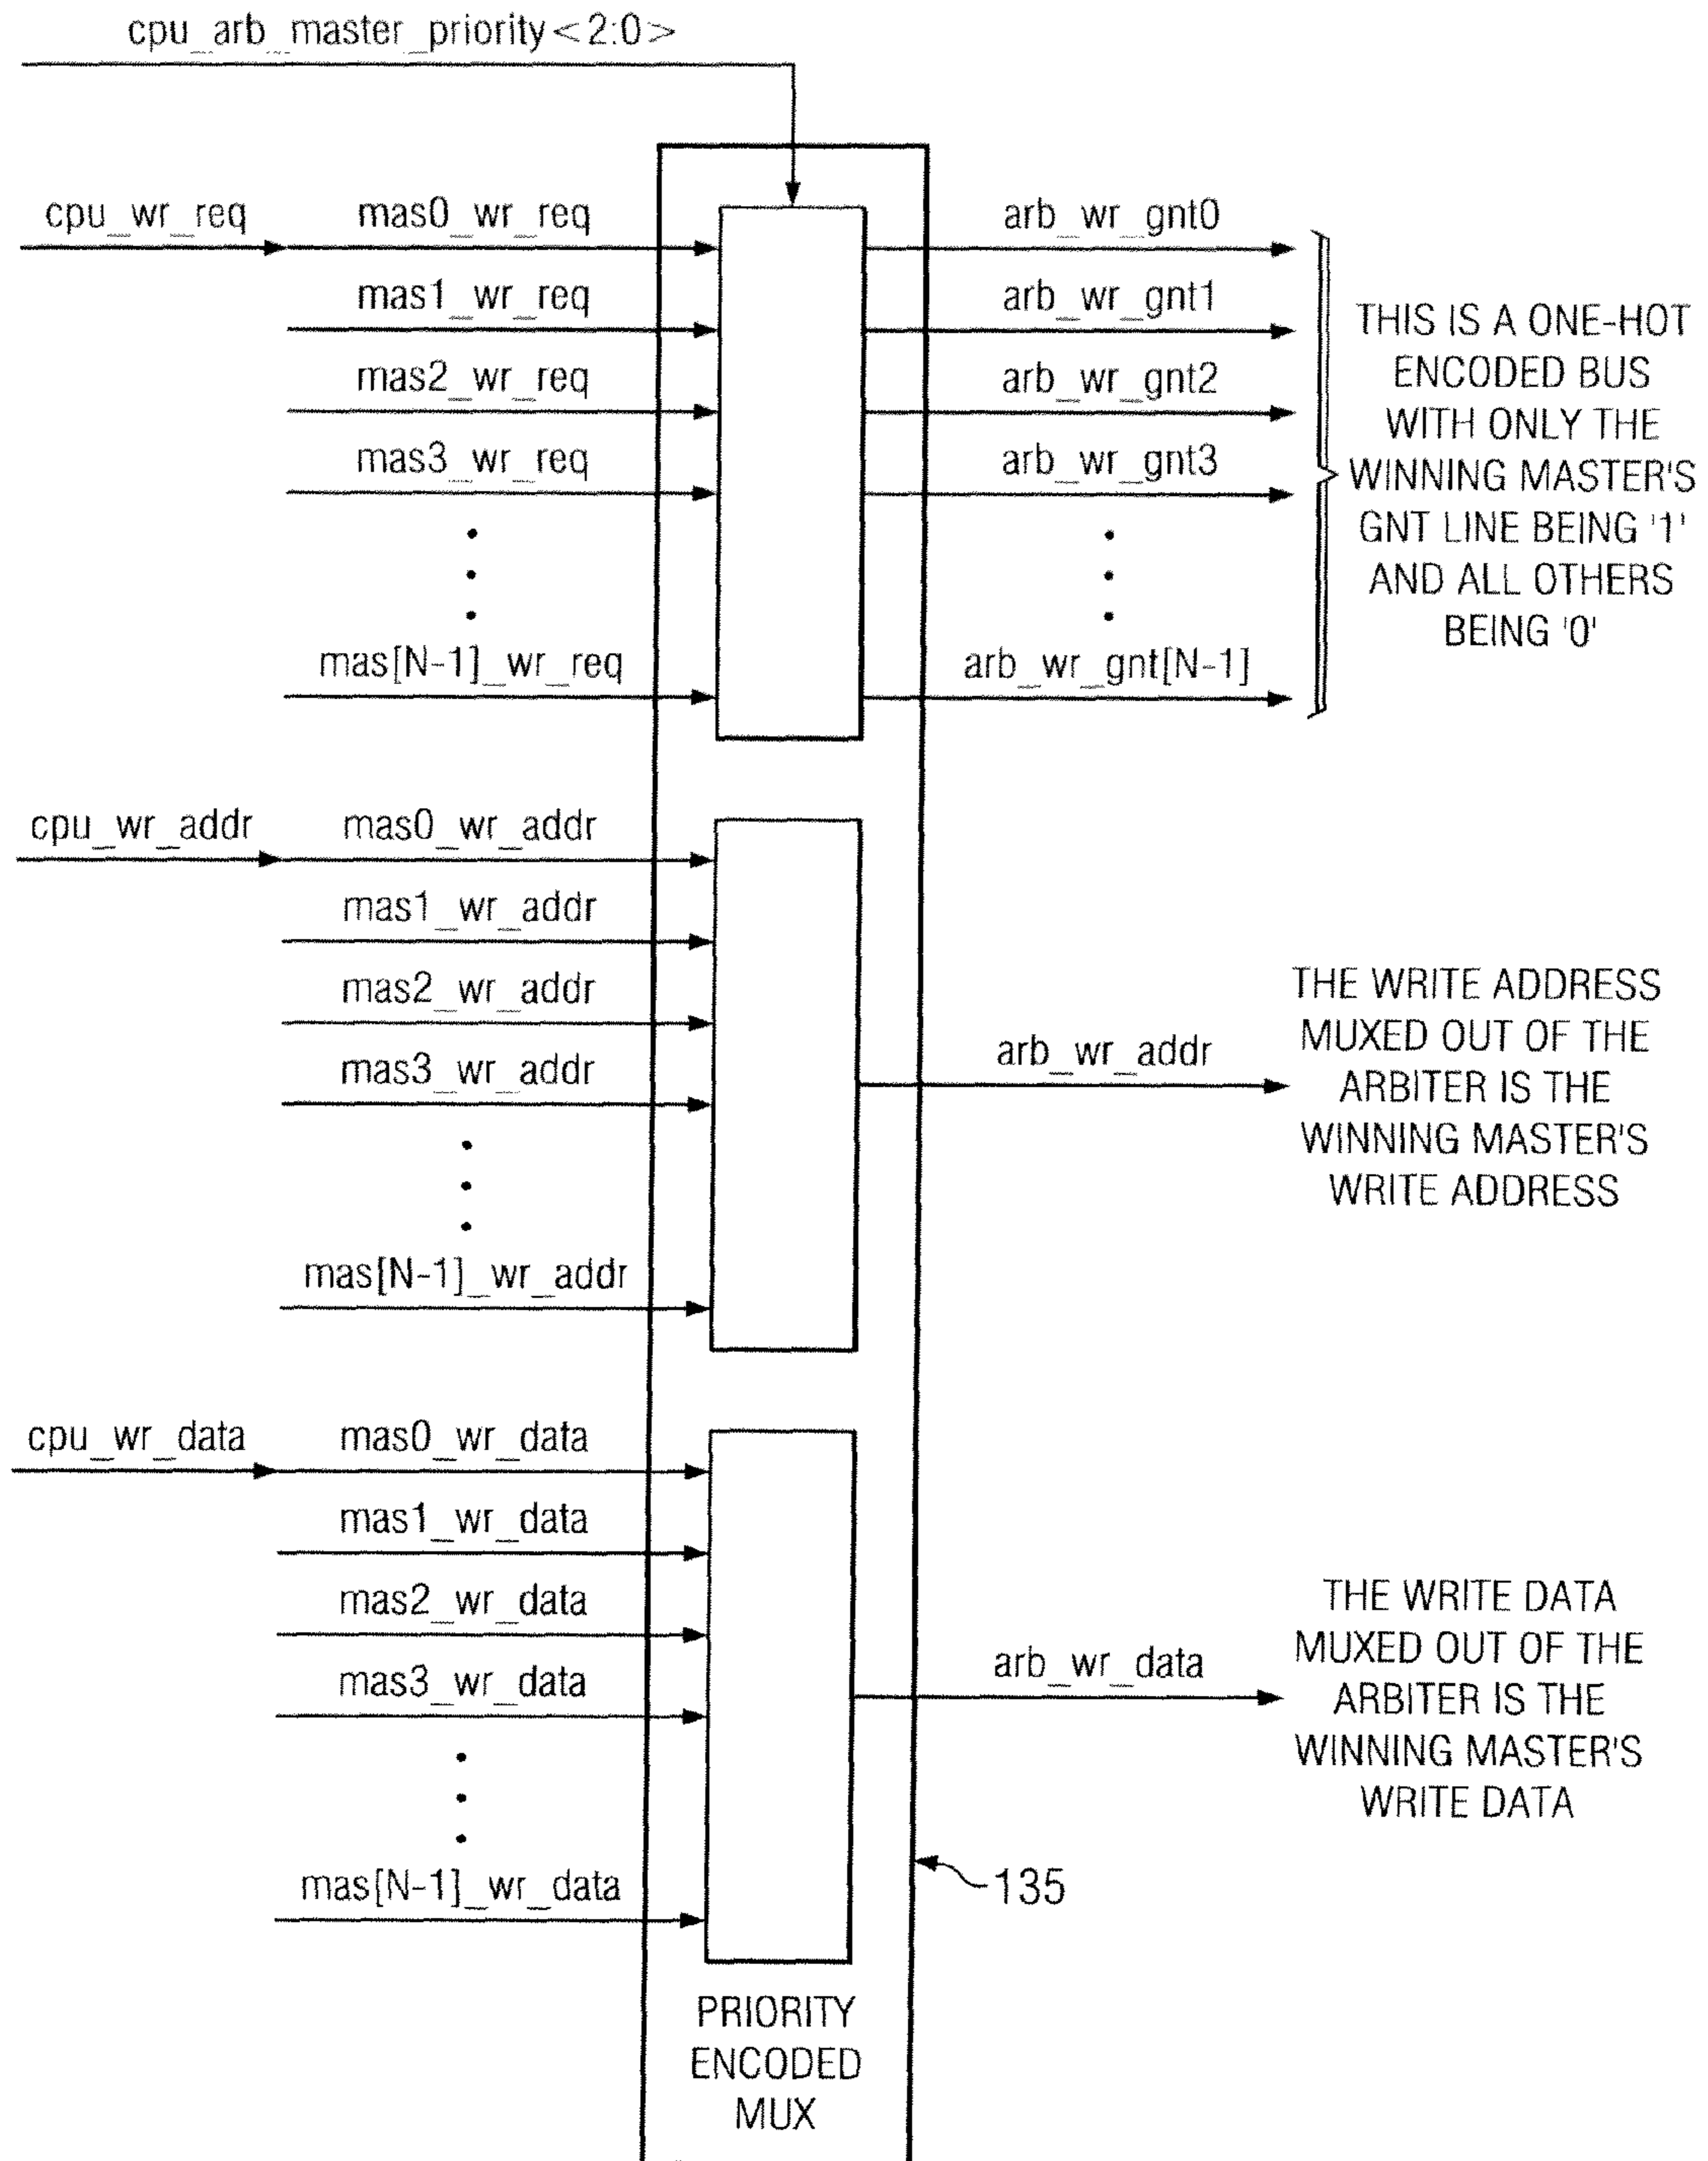 cpu_arb_master_priority<2:0>
cpu_wr_req
mas0_wr_req
arb_wr_gnt0
mas1_wr_req
arb_wr_gnt1
mas2_wr_req
arb_wr_gnt2
mas3_wr_req
arb_wr_gnt3
mas[N-1]_wr_req
arb_wr_gnt[N-1]
THIS IS A ONE-HOT
ENCODED BUS
WITH ONLY THE
WINNING MASTER'S
GNT LINE BEING '1'
AND ALL OTHERS
BEING '0'
cpu_wr_addr
mas0_wr_addr
mas1_wr_addr
mas2_wr_addr
mas3_wr_addr
mas[N-1]_wr_addr
arb_wr_addr
THE WRITE ADDRESS
MUXED OUT OF THE
ARBITER IS THE
WINNING MASTER'S
WRITE ADDRESS
cpu_wr_data
mas0_wr_data
mas1_wr_data
mas2_wr_data
mas3_wr_data
mas[N-1]_wr_data
arb_wr_data
THE WRITE DATA
MUXED OUT OF THE
ARBITER IS THE
WINNING MASTER'S
WRITE DATA
135
PRIORITY
ENCODED
MUX